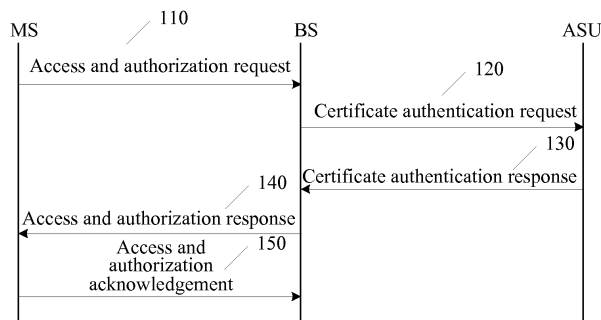 110
MS
BS
ASU
Access and authorization request
120
Certificate authentication request
130
Certificate authentication response
140
Access and authorization response
150
Access and
authorization
acknowledgement